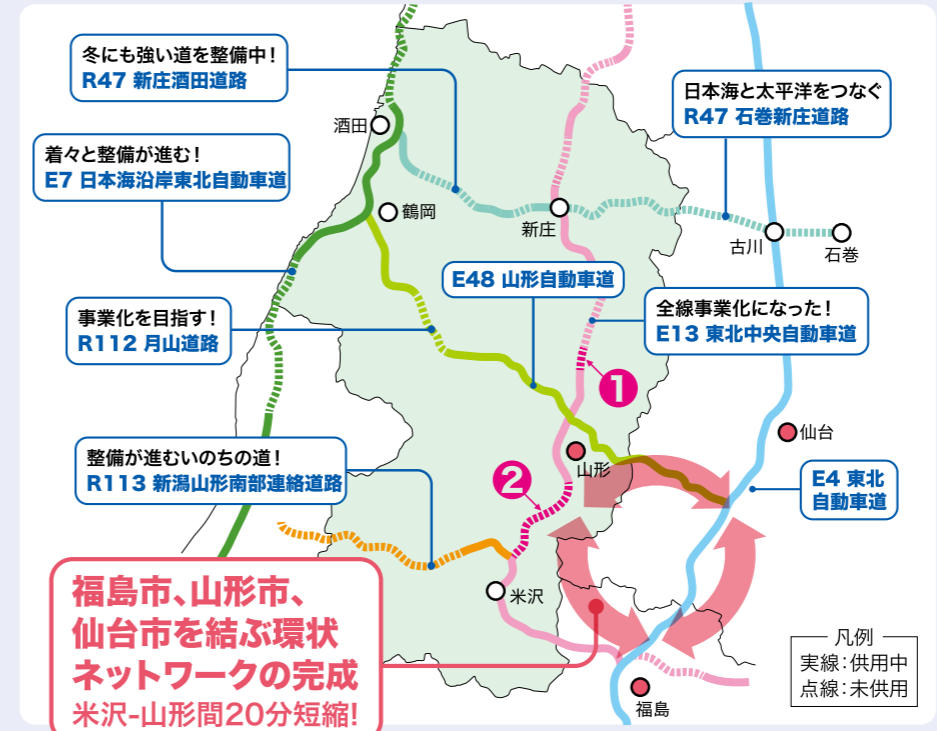 冬にも強い道を整備中！
R47 新庄酒田道路
日本海と太平洋をつなぐ
R47 石巻新庄道路
酒田
着々と整備が進む！
E7 日本海沿岸東北自動車道
鶴岡
新庄
古川
石巻
E48 山形自動車道
事業化を目指す！
R112 月山道路
全線事業化になった！
E13 東北中央自動車道
1
仙台
山形
整備が進むいのちの道！
R113 新潟山形南部連絡道路
2
E4 東北
自動車道
福島市、山形市、
仙台市を結ぶ環状
ネットワークの完成
米沢-山形間20分短縮！
米沢
凡例
実線：供用中
点線：未供用
福島